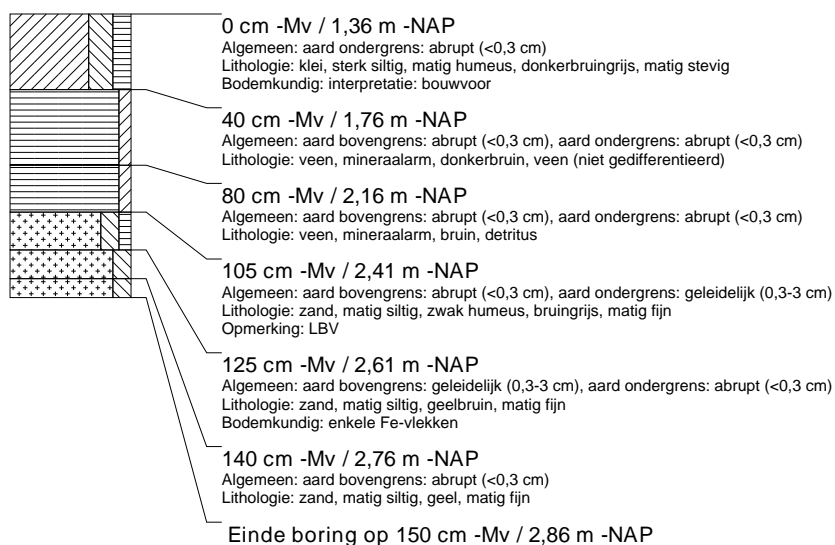 0 cm -Mv / 1,36 m -NAP
Algemeen: aard ondergrens: abrupt (<0,3 cm)
Lithologie: klei, sterk siltig, matig humeus, donkerbruingrijs, matig stevig
Bodemkundig: interpretatie: bouwvoor
40 cm -Mv / 1,76 m -NAP
Algemeen: aard bovengrens: abrupt (<0,3 cm), aard ondergrens: abrupt (<0,3 cm)
Lithologie: veen, mineraalarm, donkerbruin, veen (niet gedifferentieerd)
80 cm -Mv / 2,16 m -NAP
Algemeen: aard bovengrens: abrupt (<0,3 cm), aard ondergrens: abrupt (<0,3 cm)
Lithologie: veen, mineraalarm, bruin, detritus
105 cm -Mv / 2,41 m -NAP
Algemeen: aard bovengrens: abrupt (<0,3 cm), aard ondergrens: geleidelijk (0,3-3 cm)
Lithologie: zand, matig siltig, zwak humeus, bruingrijs, matig fijn
Opmerking: LBV
125 cm -Mv / 2,61 m -NAP
Algemeen: aard bovengrens: geleidelijk (0,3-3 cm), aard ondergrens: abrupt (<0,3 cm)
Lithologie: zand, matig siltig, geelbruin, matig fijn
Bodemkundig: enkele Fe-vlekken
140 cm -Mv / 2,76 m -NAP
Algemeen: aard bovengrens: abrupt (<0,3 cm)
Lithologie: zand, matig siltig, geel, matig fijn
Einde boring op 150 cm -Mv / 2,86 m -NAP